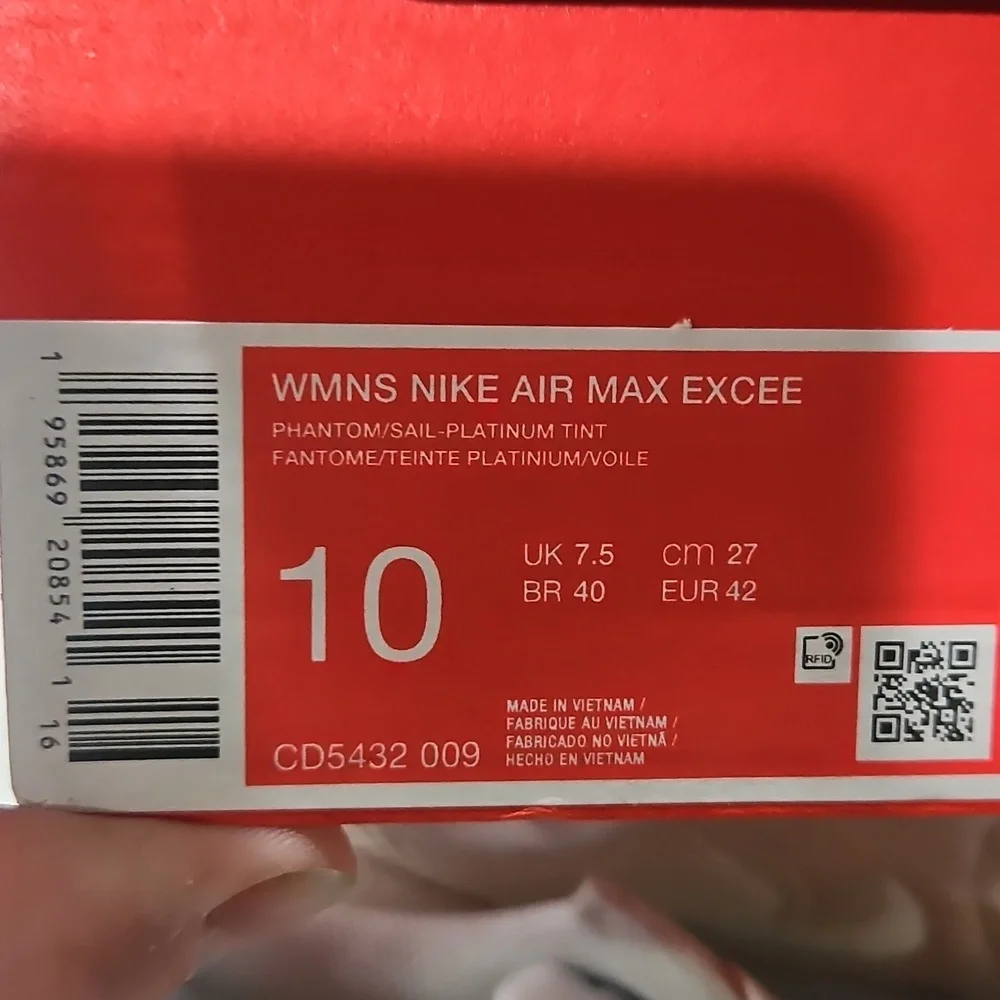 WMNS NIKE AIR MAX EXCEE
PHANTOM/SAIL-PLATINUM TINT
FANTOME/TEINTE PLATINIUM/VOILE
10
UK 7.5 cm 27
BR 40 EUR 42
RFID
MADE IN VIETNAM /
FABRIQUE AU VIETNAM /
FABRICADO NO VIETNÃ /
HECHO EN VIETNAM
CD5432 009
1 95869 20854 1 16